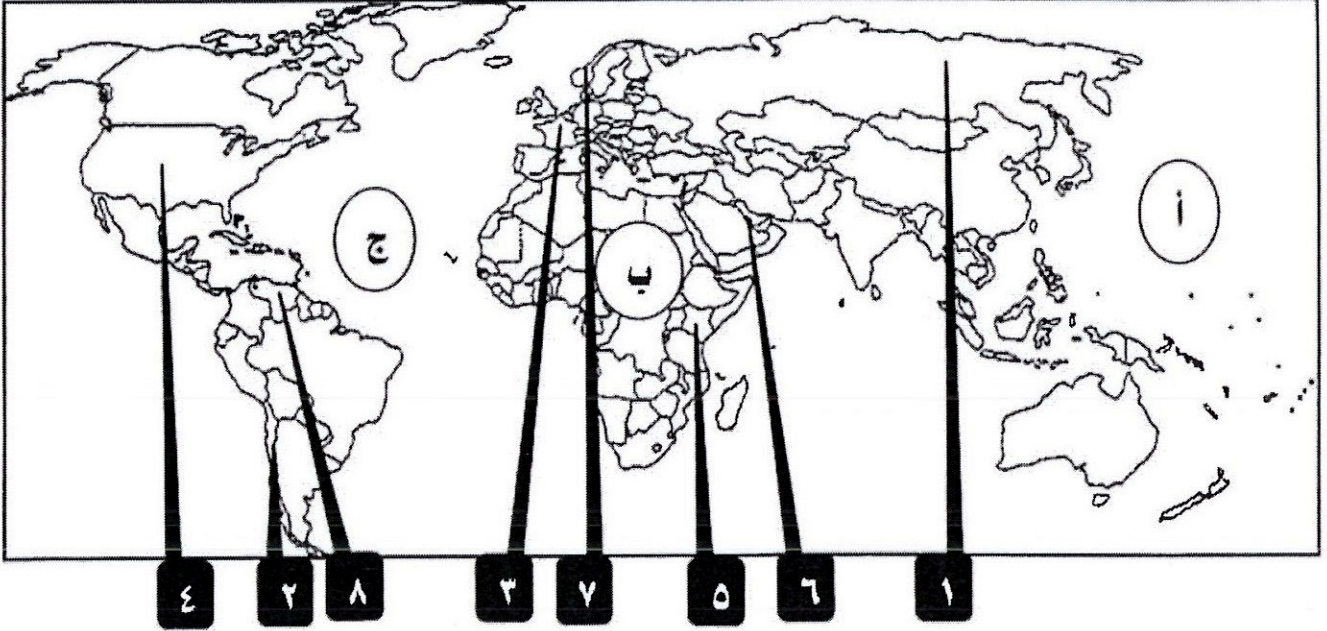 أ
ج
ب
٤
٢
٨
٣
٧
٥
٦
١